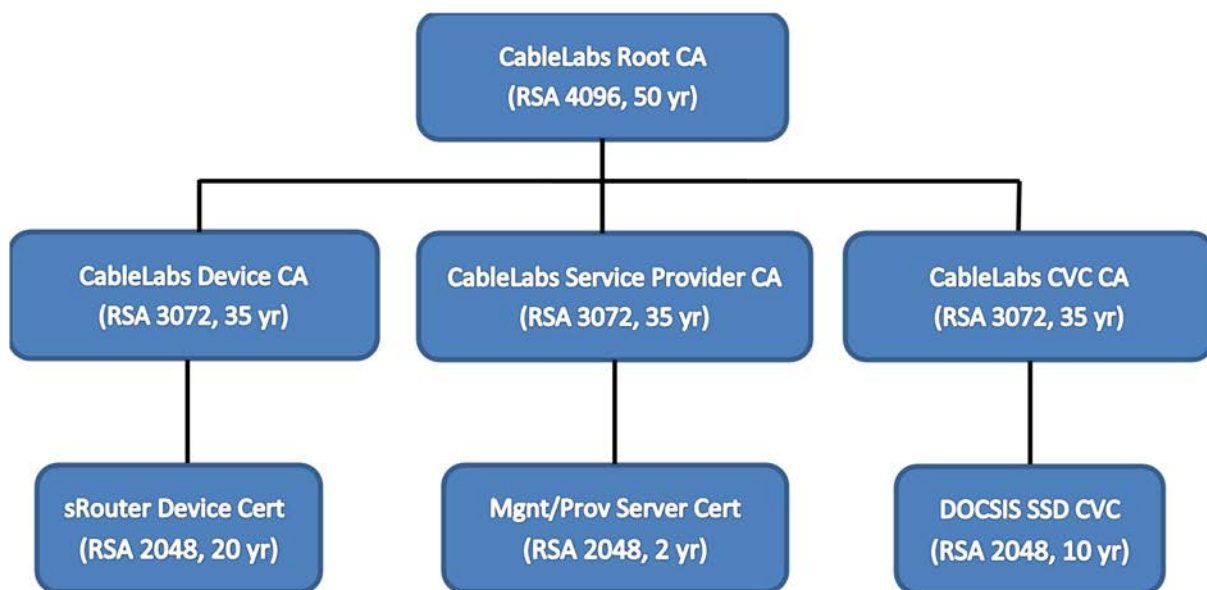 CableLabs Root CA
(RSA 4096, 50 yr)
CableLabs Device CA
(RSA 3072, 35 yr)
CableLabs Service Provider CA
(RSA 3072, 35 yr)
CableLabs CVC CA
(RSA 3072, 35 yr)
sRouter Device Cert
(RSA 2048, 20 yr)
Mgnt/Prov Server Cert
(RSA 2048, 2 yr)
DOCSIS SSD CVC
(RSA 2048, 10 yr)